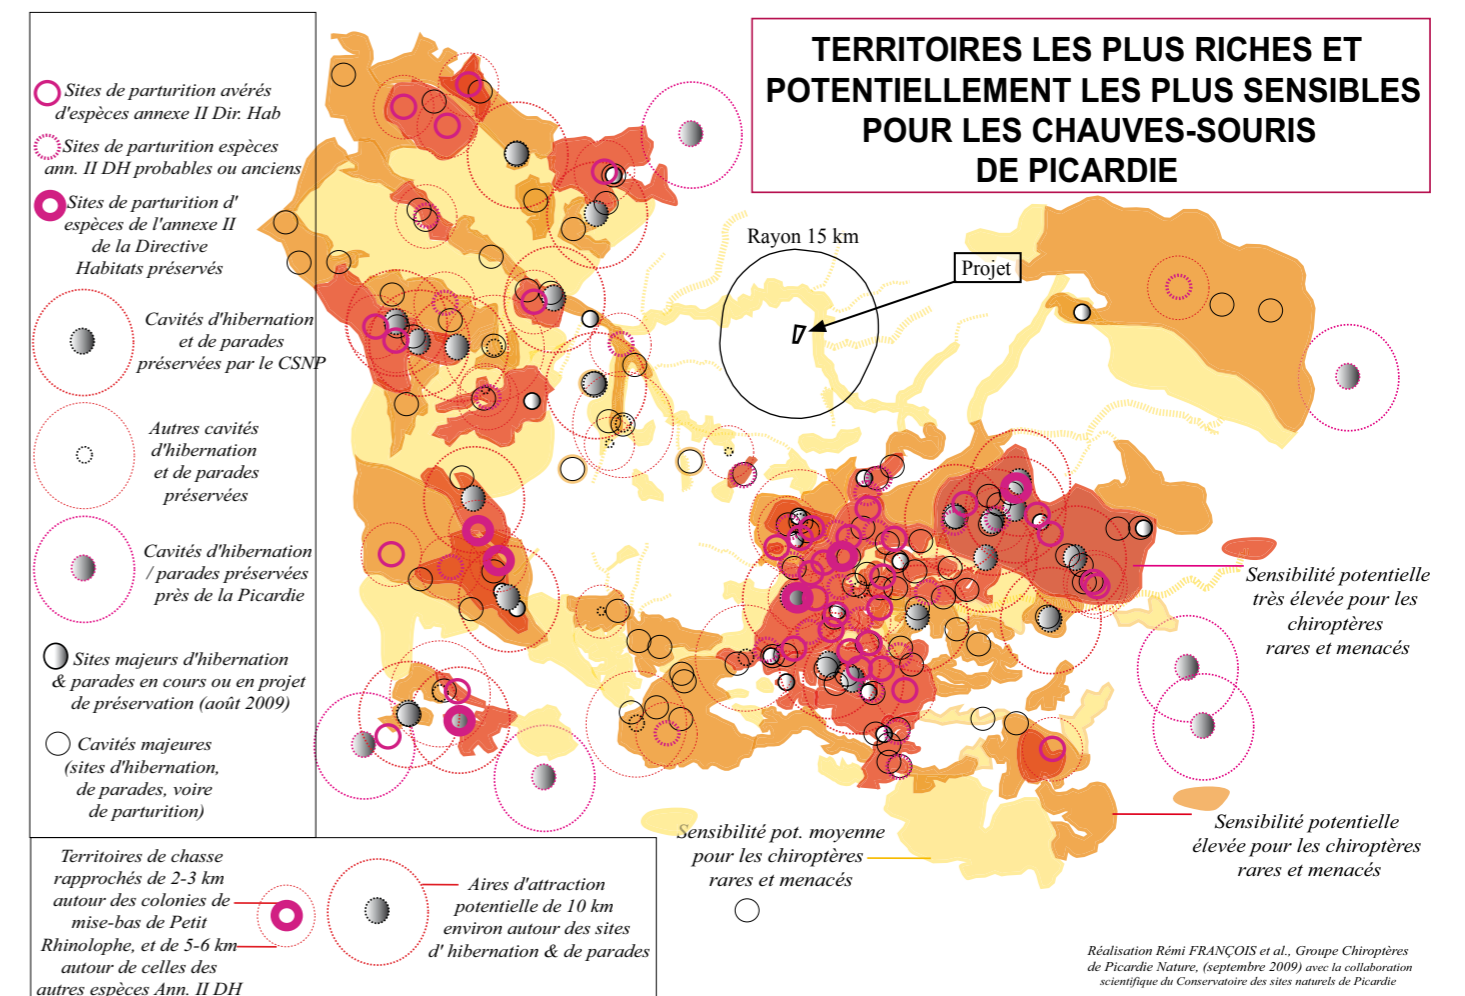 TERRITOIRES LES PLUS RICHES ET
POTENTIELLEMENT LES PLUS SENSIBLES
POUR LES CHAUVES-SOURIS
DE PICARDIE
Sites de parturition avérés
d'espèces annexe II Dir. Hab
Sites de parturition espèces
ann. II DH probables ou anciens
Sites de parturition d'
espèces de l'annexe II
de la Directive
Habitats préservés
Cavités d'hibernation
et de parades
préservées par le CSNP
Autres cavités
d'hibernation
et de parades
préservées
Cavités d'hibernation
/ parades préservées
près de la Picardie
Sites majeurs d'hibernation
& parades en cours ou en projet
de préservation (août 2009)
Cavités majeures
(sites d'hibernation,
de parades, voire
de parturition)
Territoires de chasse
rapprochés de 2-3 km
autour des colonies de
mise-bas de Petit
Rhinolophe, et de 5-6 km
autour de celles des
autres espèces Ann. II DH
Aires d'attraction
potentielle de 10 km
environ autour des sites
d' hibernation & de parades
Rayon 15 km
Projet
Sensibilité potentielle
très élevée pour les
chiroptères
rares et menacés
Sensibilité pot. moyenne
pour les chiroptères
rares et menacés
Sensibilité potentielle
élevée pour les chiroptères
rares et menacés
Réalisation Rémi FRANÇOIS et al., Groupe Chiroptères
de Picardie Nature, (septembre 2009) avec la collaboration
scientifique du Conservatoire des sites naturels de Picardie